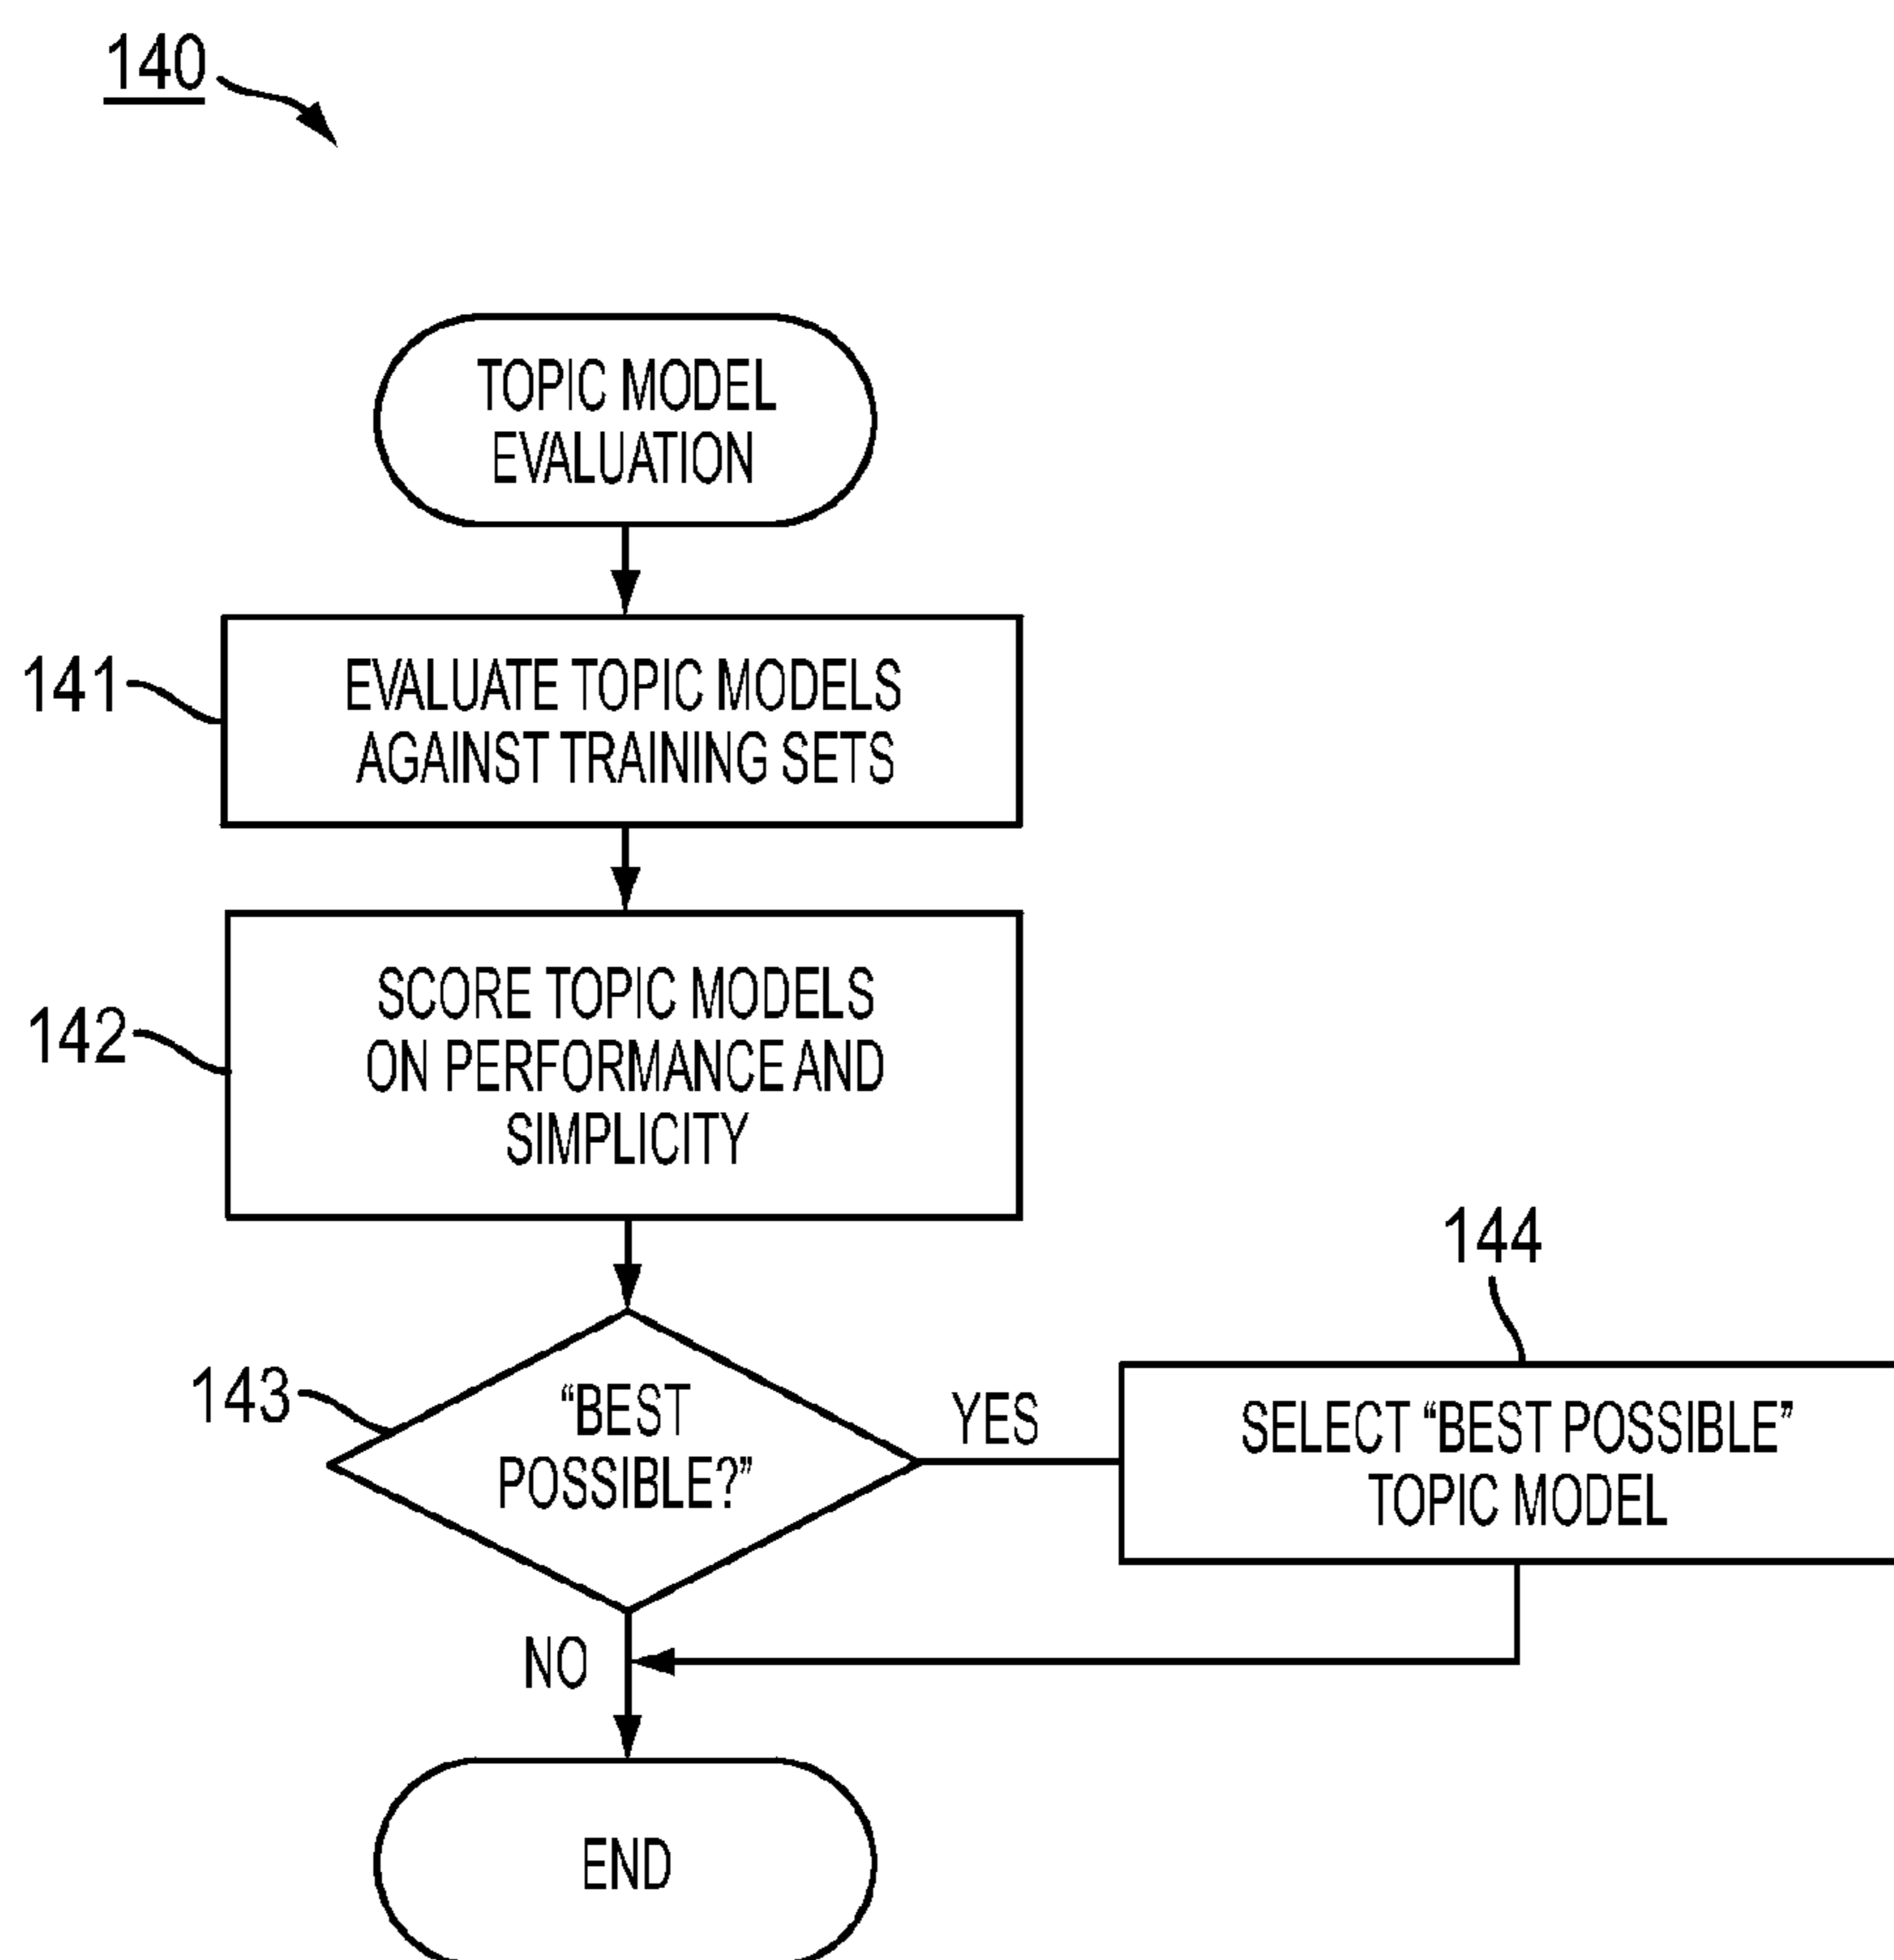 140
TOPIC MODEL
EVALUATION
141
EVALUATE TOPIC MODELS
AGAINST TRAINING SETS
142
SCORE TOPIC MODELS
ON PERFORMANCE AND
SIMPLICITY
143
“BEST
POSSIBLE?”
YES
144
SELECT “BEST POSSIBLE”
TOPIC MODEL
NO
END